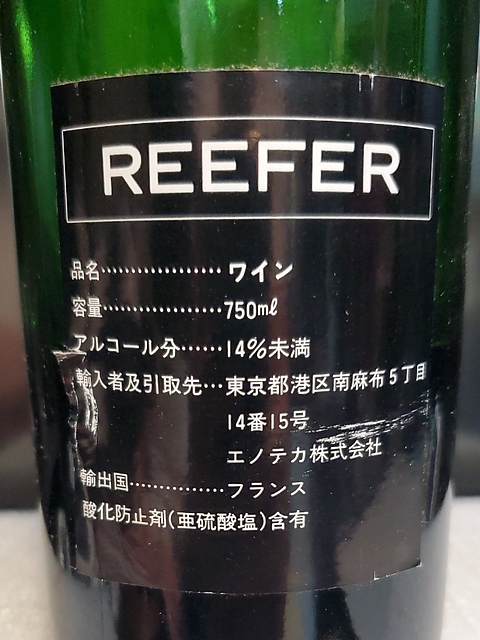 REEFER
品名………………ワイン
容量………………750ml
アルコール分……14%未満
輸入者及引取先…東京都港区南麻布5丁目
14番15号
エノテカ株式会社
輸出国……………フランス
酸化防止剤(亜硫酸塩)含有